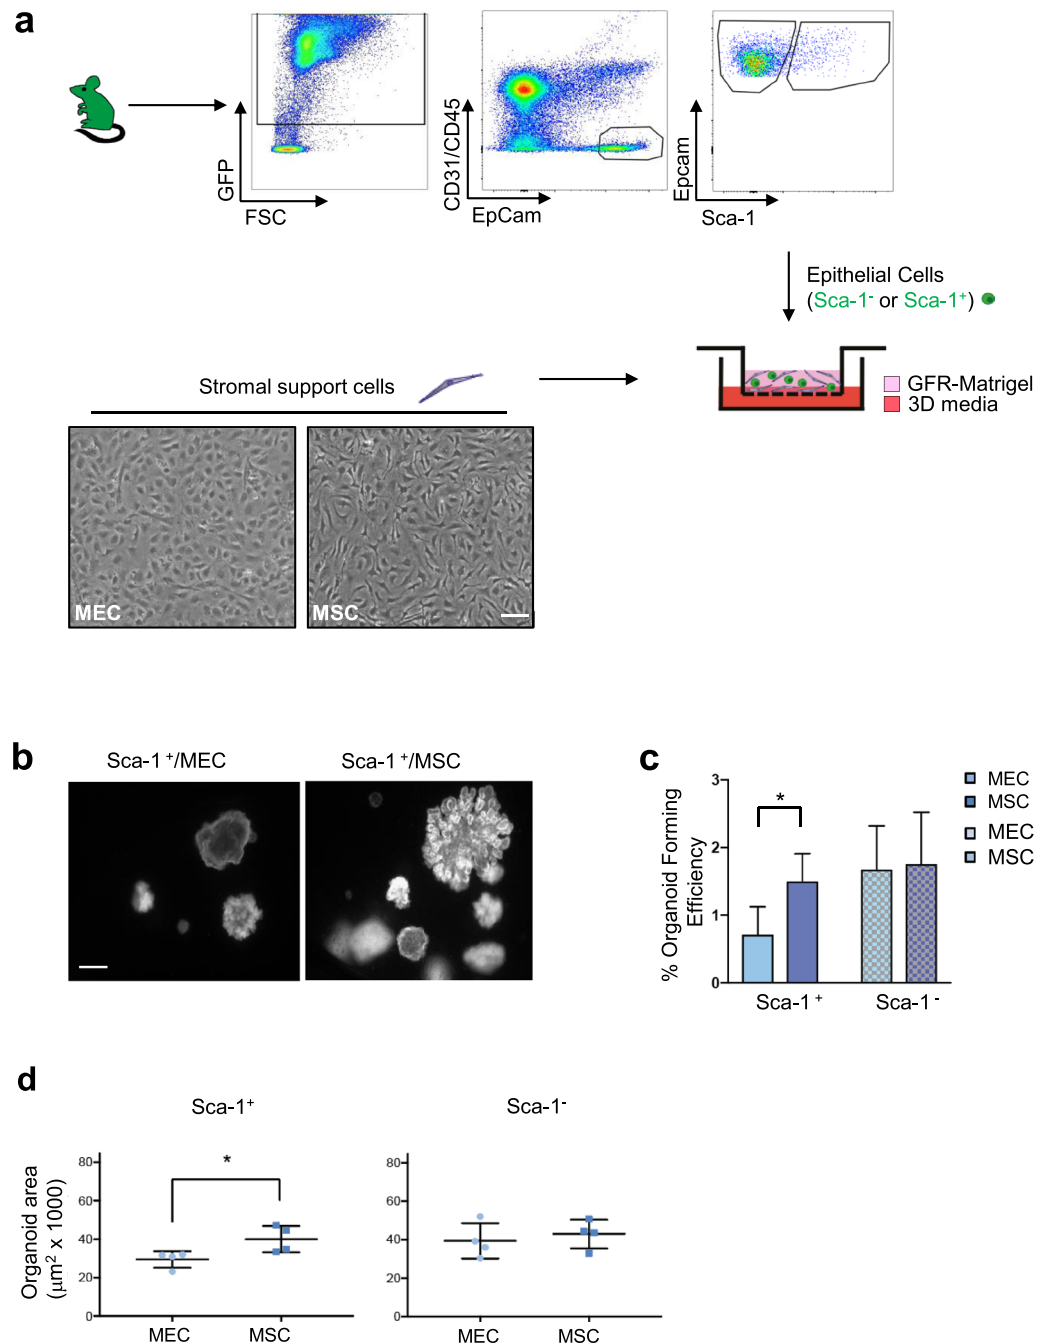 a
GFP
FSC
CD31/CD45
EpCam
Epcam
Sca-1
Epithelial Cells
(Sca-1⁻ or Sca-1⁺)
Stromal support cells
GFR-Matrigel
3D media
MEC
MSC
b
Sca-1 ⁺/MEC
Sca-1 ⁺/MSC
c
% Organoid Forming
Efficiency
3
2
1
0
*
Sca-1 ⁺
Sca-1 ⁻
MEC
MSC
MEC
MSC
d
Sca-1⁺
Organoid area
(μm² x 1000)
80
60
40
20
0
*
MEC
MSC
Sca-1⁻
80
60
40
20
0
MEC
MSC